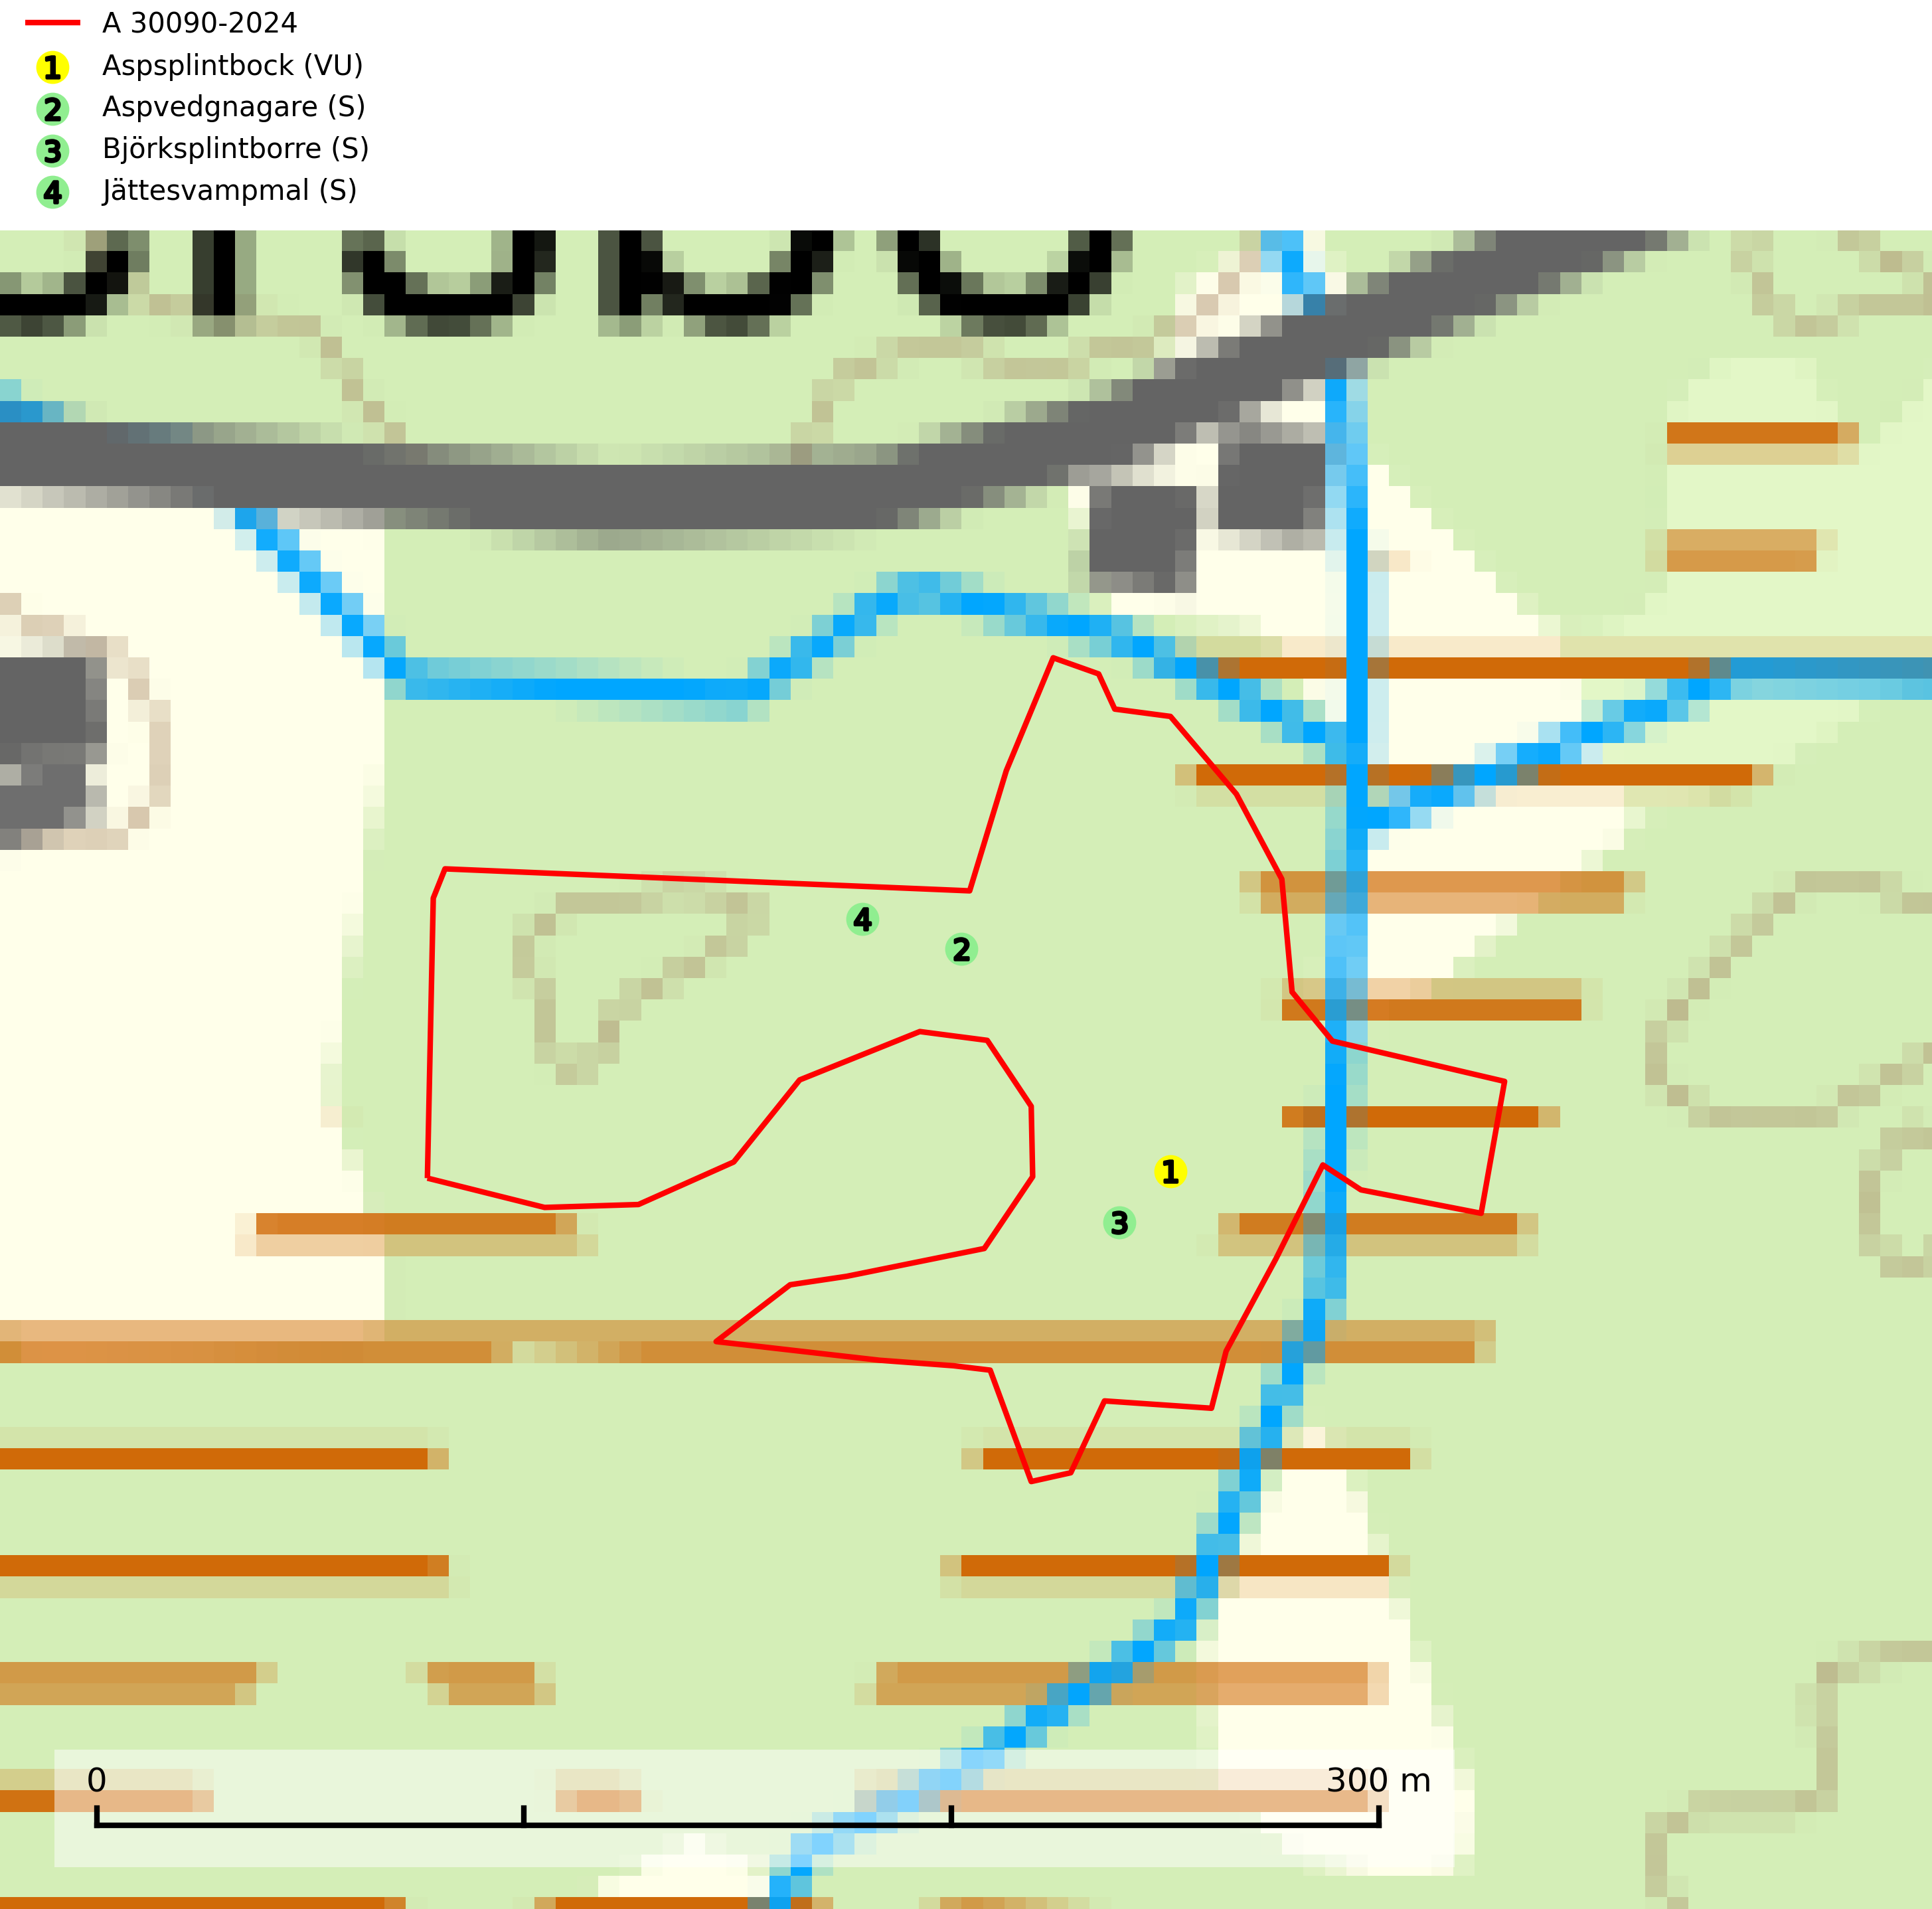 A 30090-2024
1 Aspsplintbock (VU)
2 Aspvedgnagare (S)
3 Björksplintborre (S)
4 Jättesvampmal (S)
4
2
1
3
0 300 m